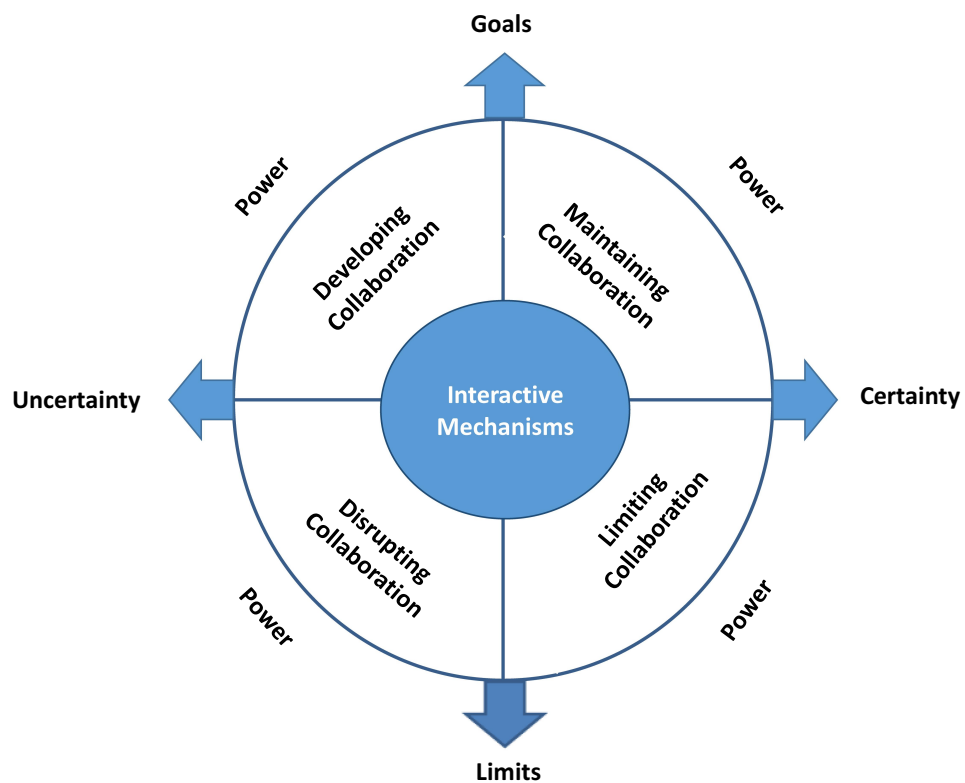 Goals
Power
Power
Developing
Collaboration
Maintaining
Collaboration
Uncertainty
Interactive
Mechanisms
Certainty
Disrupting
Collaboration
Limiting
Collaboration
Power
Power
Limits